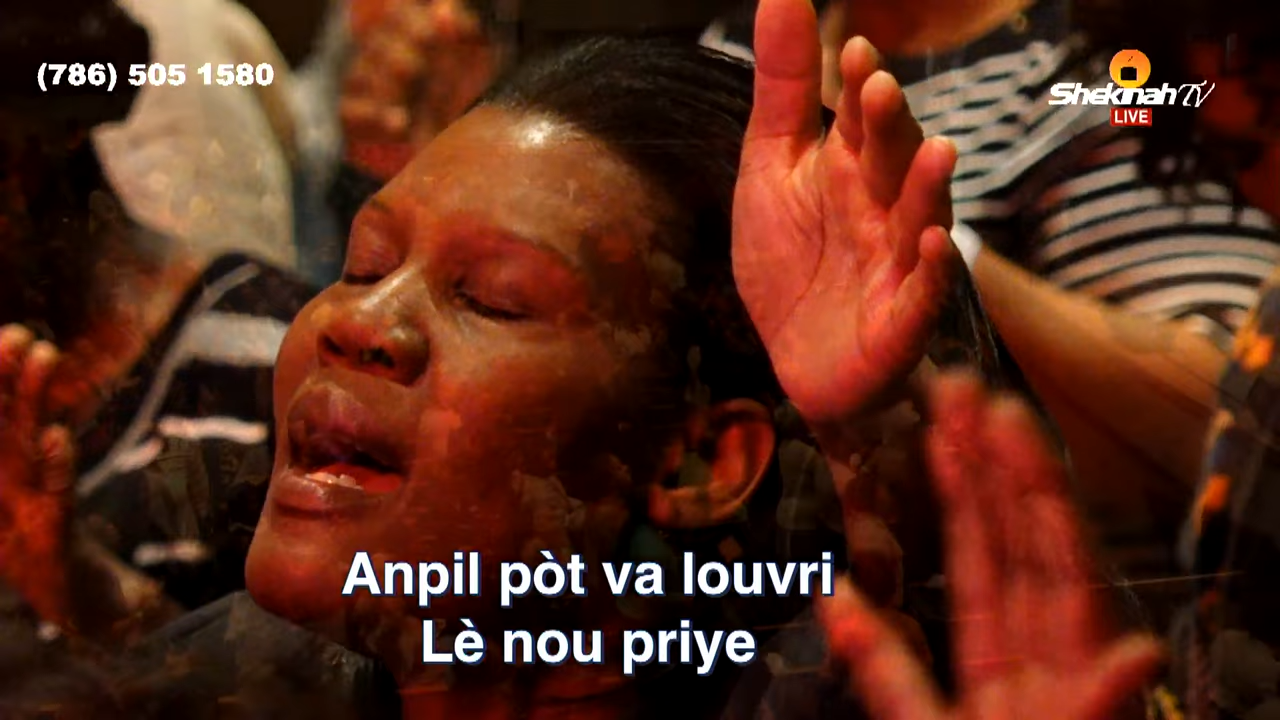 (786) 505 1580
Shekinah TV
LIVE
Anpil pòt va louvri
Lè nou priye